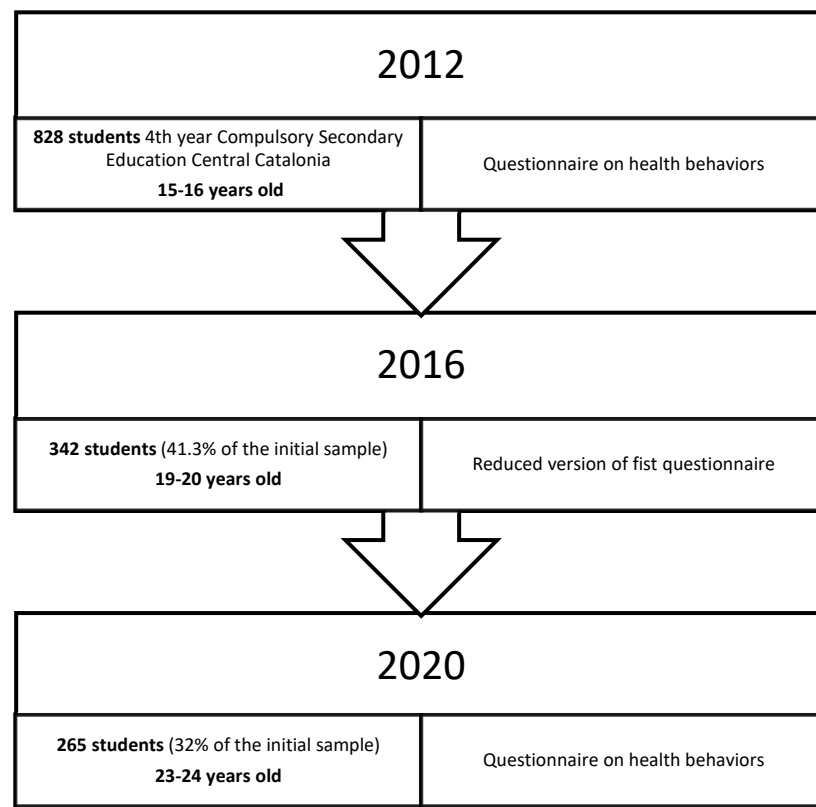 2012
828 students 4th year Compulsory Secondary
Education Central Catalonia
15-16 years old
Questionnaire on health behaviors
2016
342 students (41.3% of the initial sample)
19-20 years old
Reduced version of fist questionnaire
2020
265 students (32% of the initial sample)
23-24 years old
Questionnaire on health behaviors